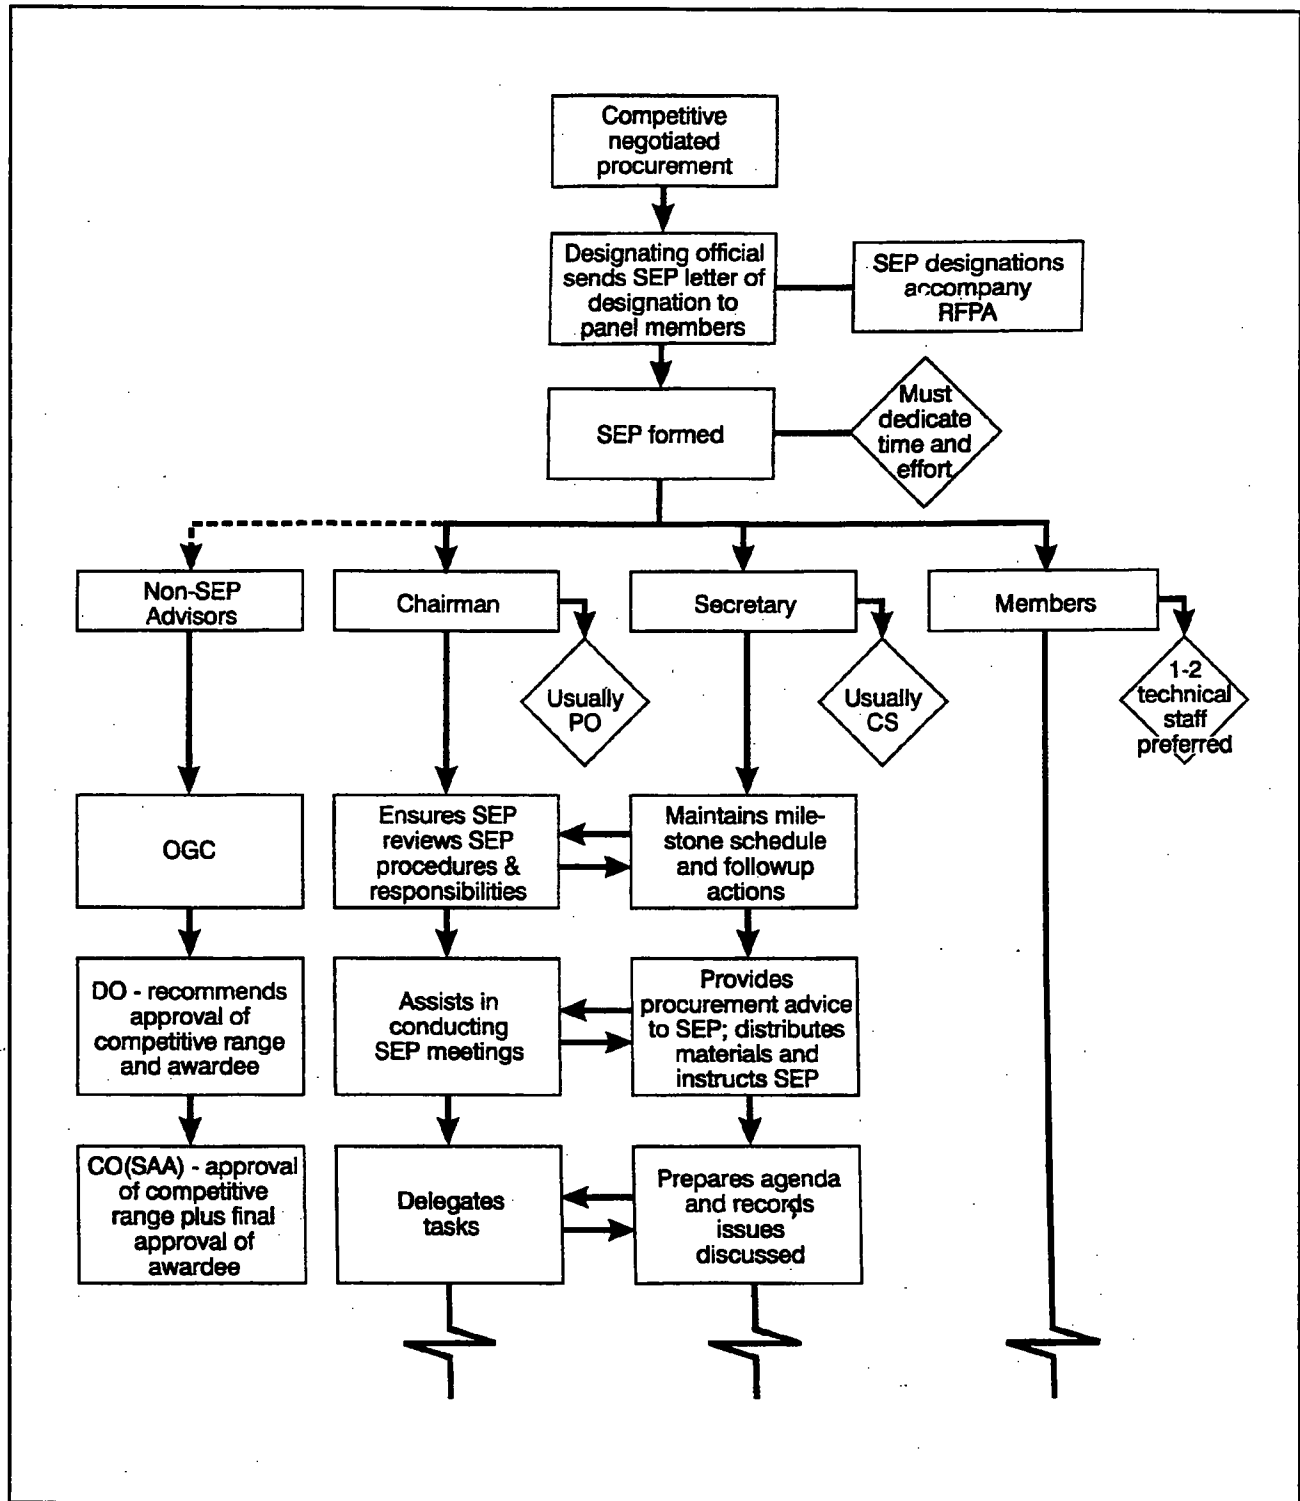 Competitive
negotiated
procurement
Designating official
sends SEP letter of
designation to
panel members
SEP designations
accompany
RFPA
SEP formed
Must
dedicate
time and
effort
Non-SEP
Advisors
Chairman
Secretary
Members
Usually
PO
Usually
CS
1-2
technical
staff
preferred
OGC
Ensures SEP
reviews SEP
procedures &
responsibilities
Maintains mile-
stone schedule
and followup
actions
DO - recommends
approval of
competitive range
and awardee
Assists in
conducting
SEP meetings
Provides
procurement advice
to SEP; distributes
materials and
instructs SEP
CO(SAA) - approval
of competitive
range plus final
approval of
awardee
Delegates
tasks
Prepares agenda
and records
issues
discussed